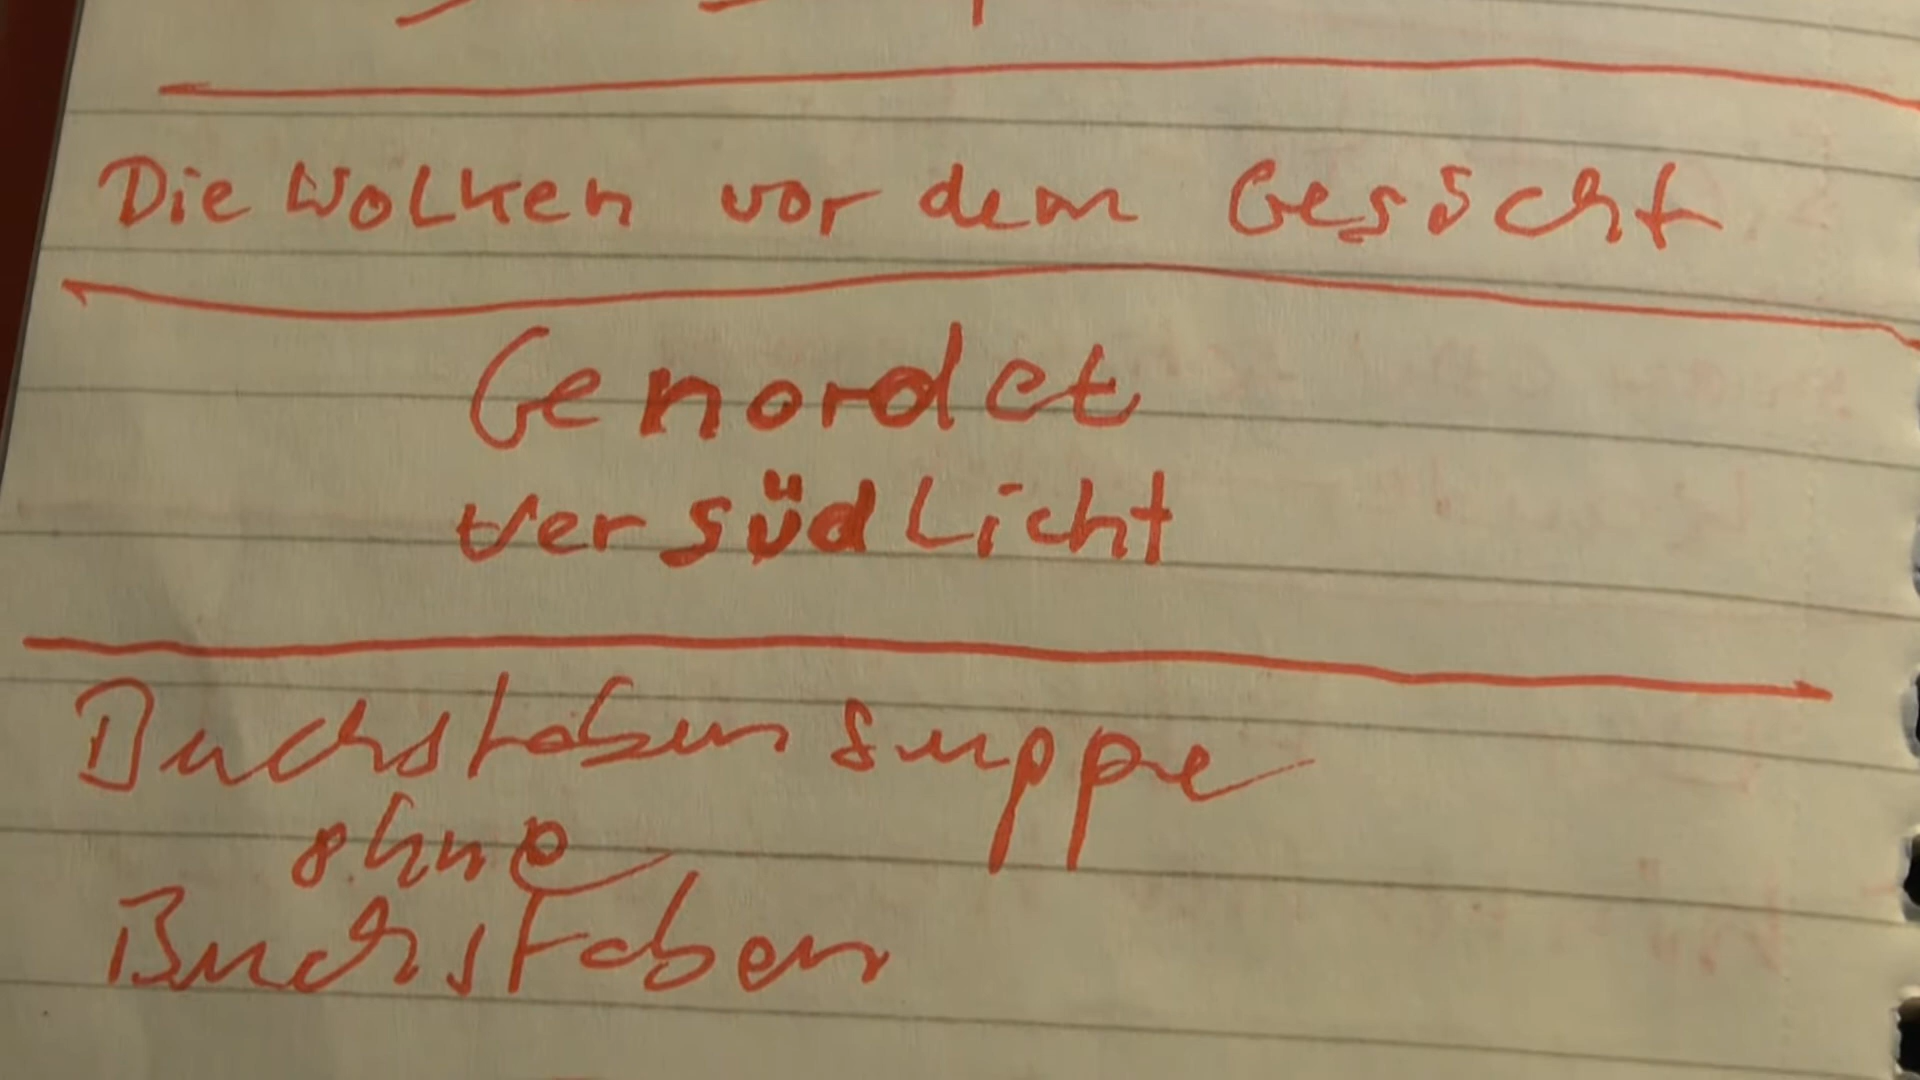 Die Wolken vor dem Gesicht
Genordet
versüdlicht
Buchstabensuppe
ohne
Buchstaben